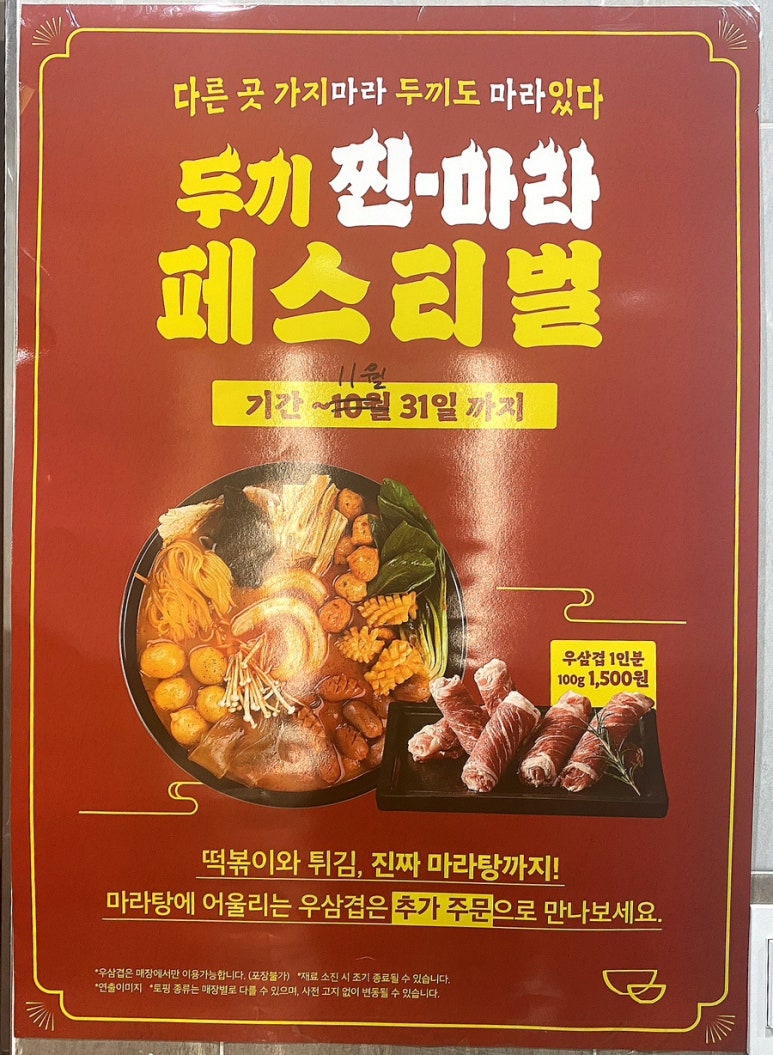 다른 곳 가지마라 두끼도 마라있다
두끼 찐-마라
페스티벌
11월
기간 ~10월 31일 까지
우삼겹 1인분
100g 1,500원
떡볶이와 튀김, 진짜 마라탕까지!
마라탕에 어울리는 우삼겹은 추가 주문으로 만나보세요.
*우삼겹은 매장에서만 이용가능합니다. (포장불가) *재료 소진 시 조기 종료될 수 있습니다.
*연출이미지 *토핑 종류는 매장별로 다를 수 있으며, 사전 고지 없이 변동될 수 있습니다.